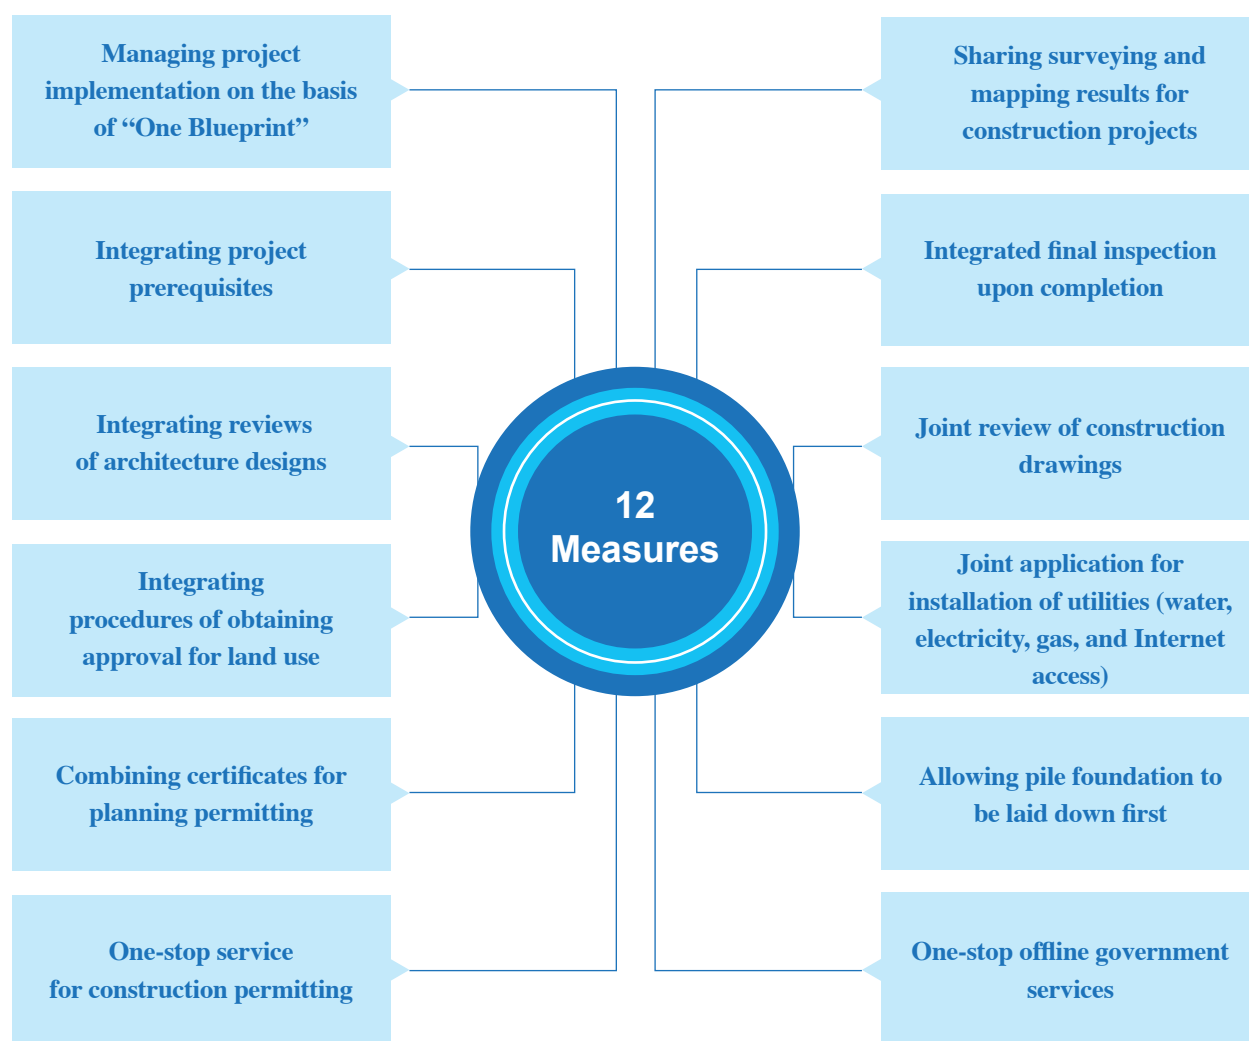 Managing project
implementation on the basis
of “One Blueprint”
Integrating project
prerequisites
Integrating reviews
of architecture designs
Integrating
procedures of obtaining
approval for land use
Combining certificates for
planning permitting
One-stop service
for construction permitting
12
Measures
Sharing surveying and
mapping results for
construction projects
Integrated final inspection
upon completion
Joint review of construction
drawings
Joint application for
installation of utilities (water,
electricity, gas, and Internet
access)
Allowing pile foundation to
be laid down first
One-stop offline government
services